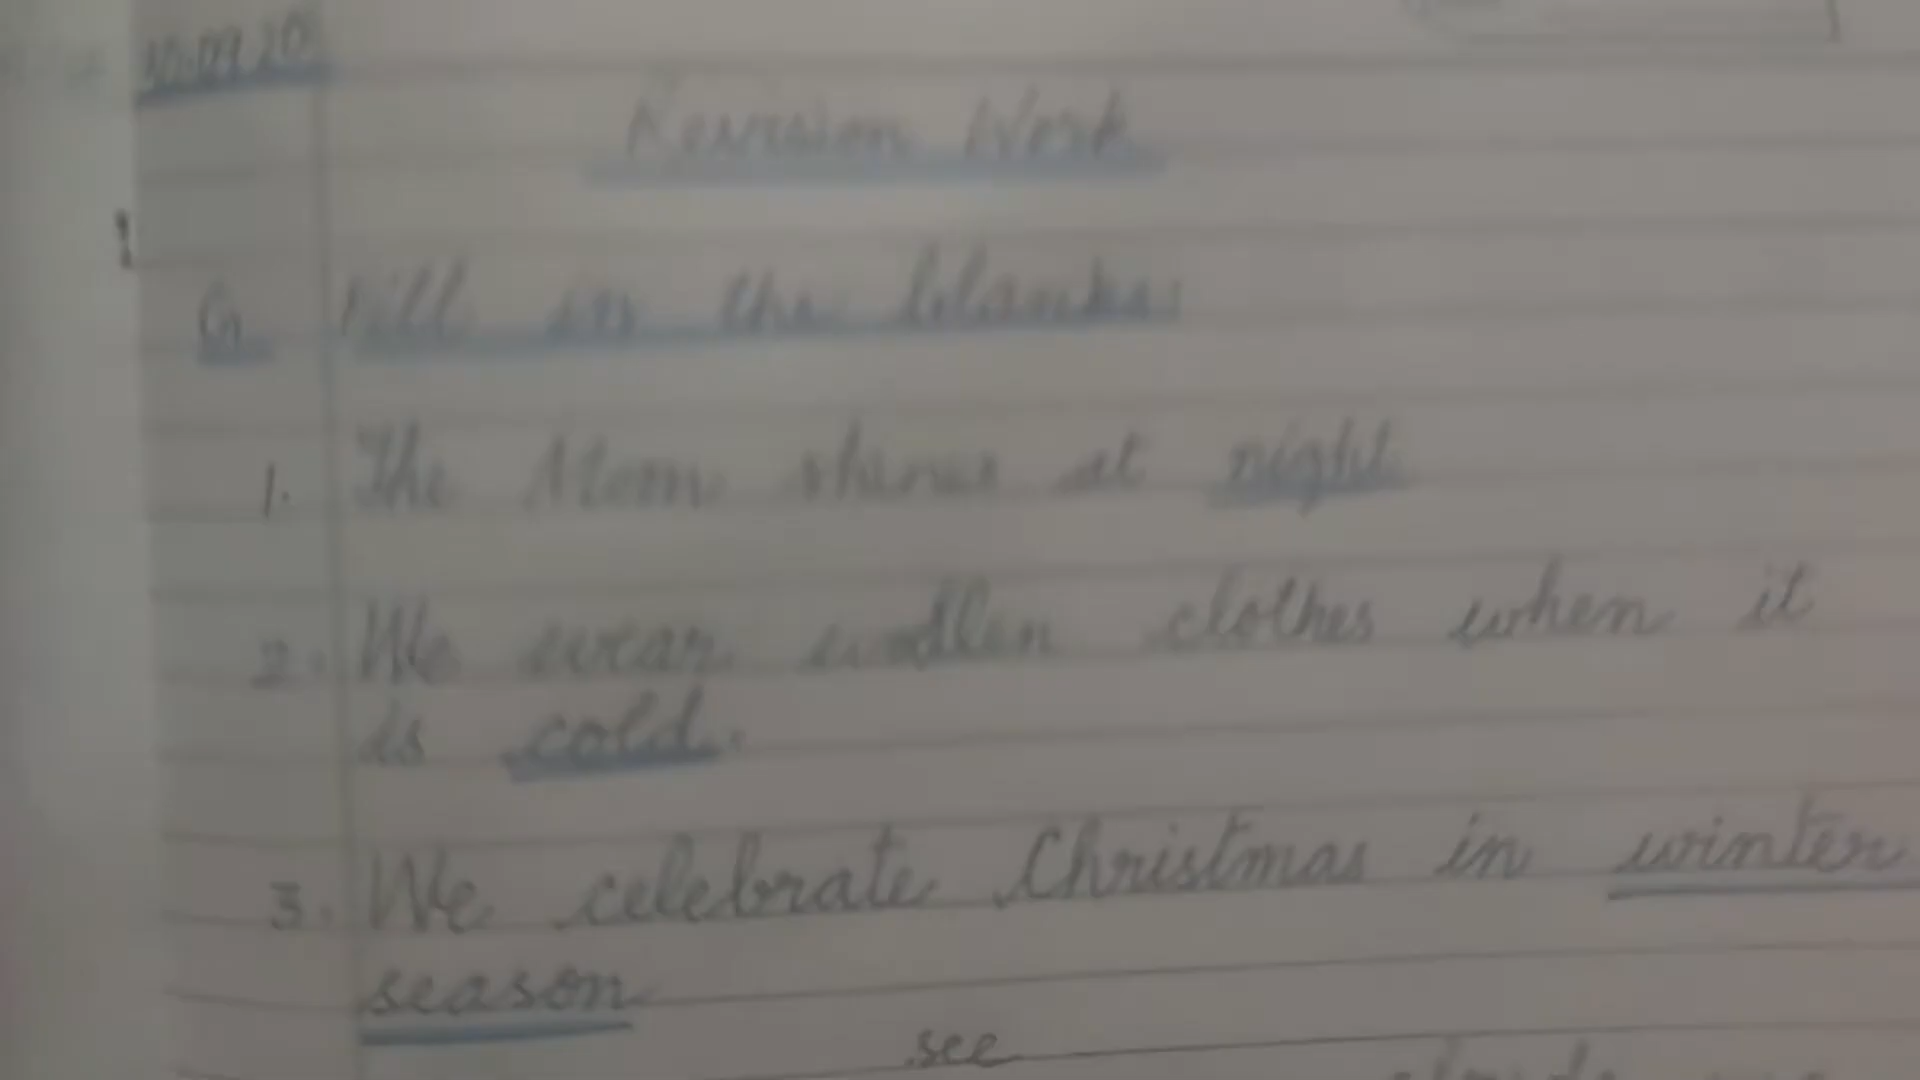 Revision Work
Q Fill in the blanks:
1. The Moon shines at night
2. We wear woollen clothes when it
is cold.
3. We celebrate Christmas in winter
season
see